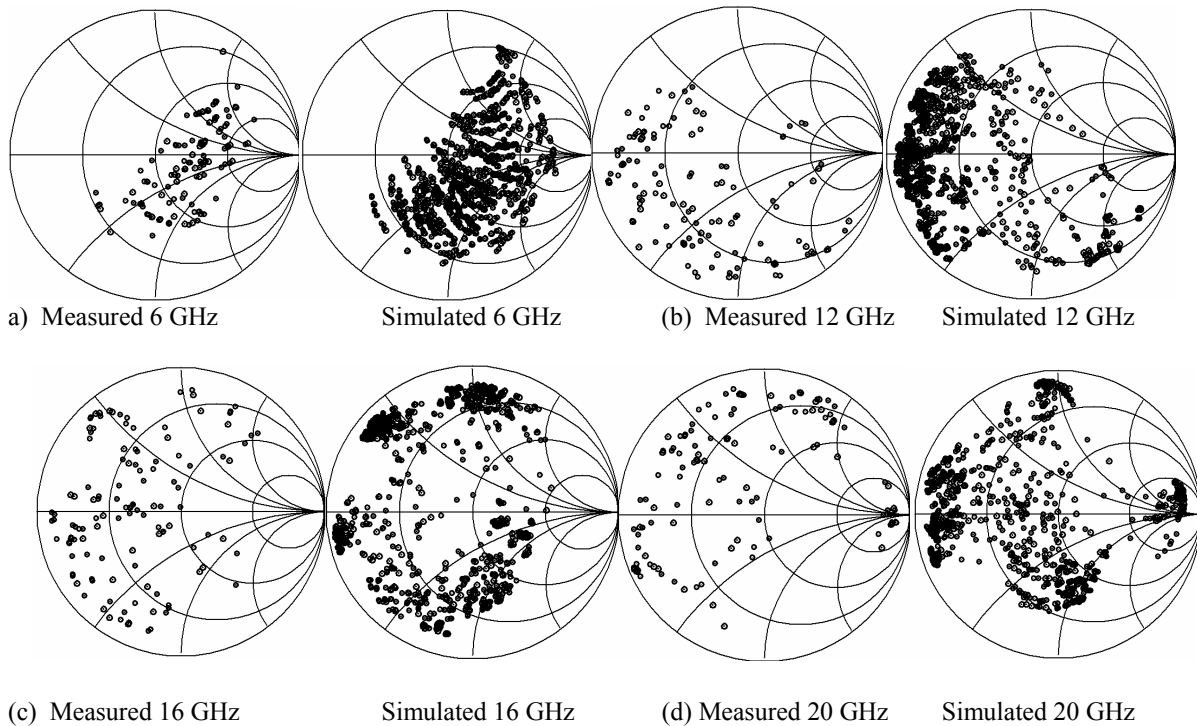 a) Measured 6 GHz Simulated 6 GHz (b) Measured 12 GHz Simulated 12 GHz
(c) Measured 16 GHz Simulated 16 GHz (d) Measured 20 GHz Simulated 20 GHz